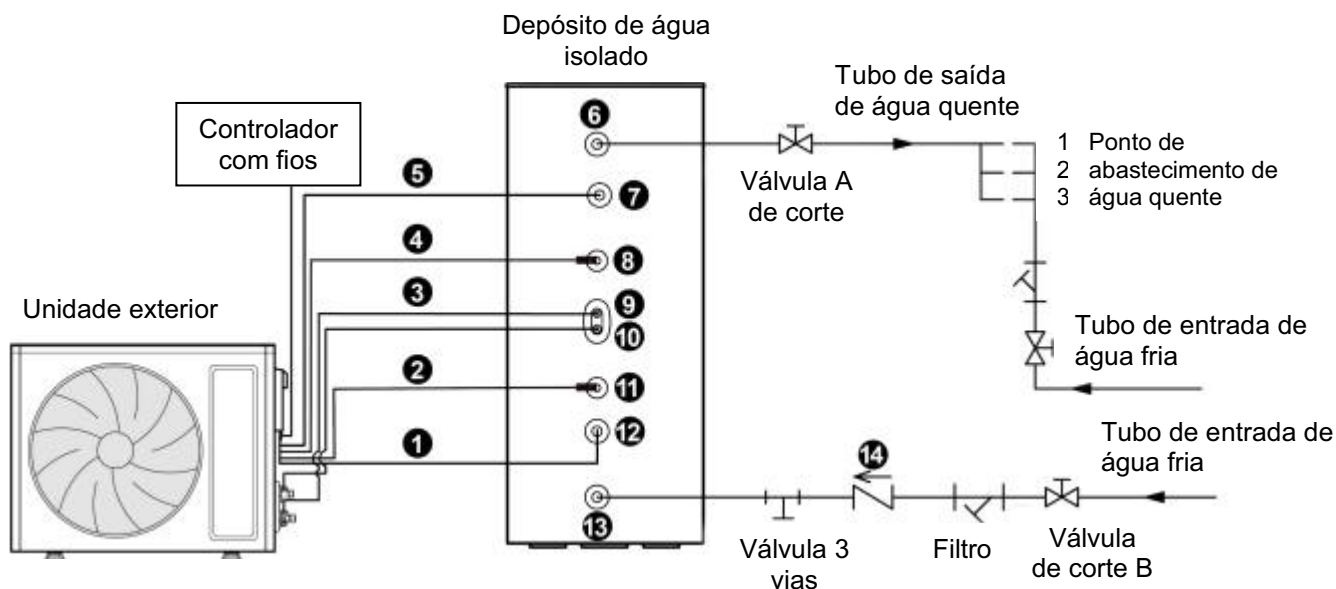 Depósito de água
isolado
Tubo de saída
de água quente
Controlador
com fios
6
1 Ponto de
2 abastecimento de
3 água quente
5
7
Válvula A
de corte
4
8
3
9
Unidade exterior
10
Tubo de entrada de
água fria
2
11
1
12
Tubo de entrada de
água fria
14
13
Válvula 3
vias
Filtro
Válvula
de corte B